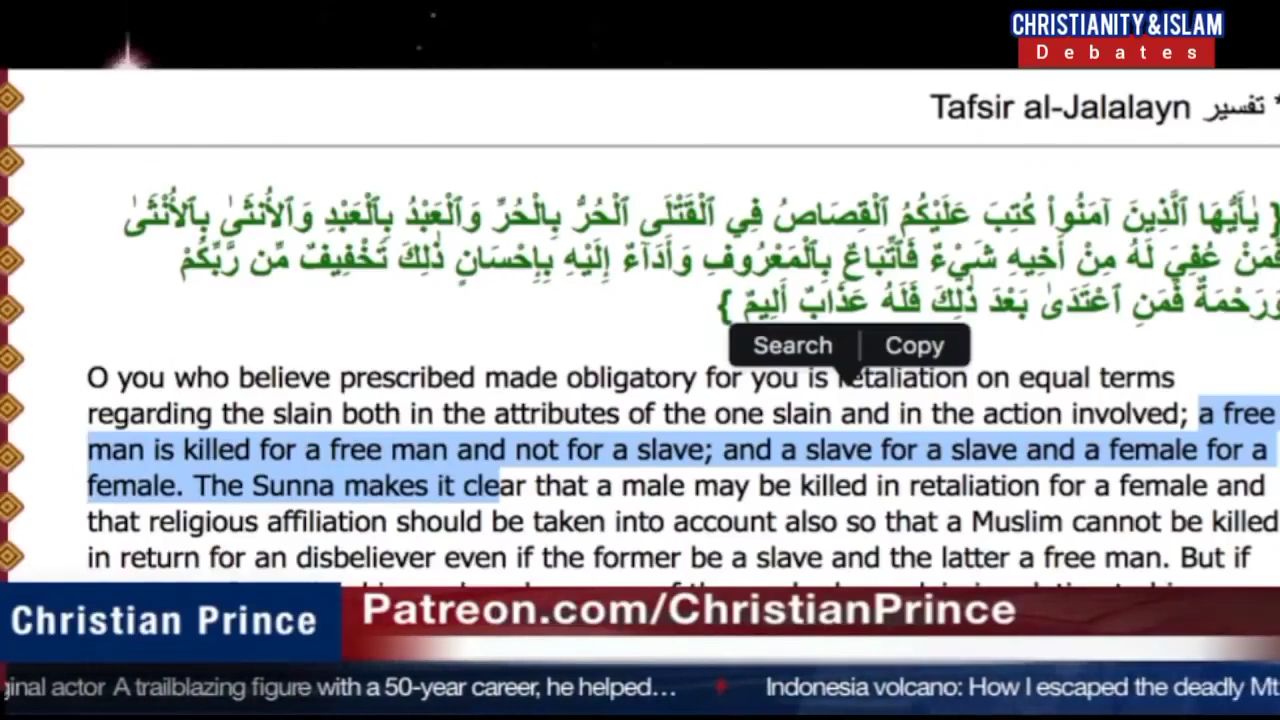 CHRISTIANITY & ISLAM
Debates
Tafsir al-Jalalayn تفسير *
{ يٰأَيُّهَا ٱلَّذِينَ آمَنُواْ كُتِبَ عَلَيْكُمُ ٱلْقِصَاصُ فِي ٱلْقَتْلَى ٱلْحُرُّ بِالْحُرِّ وَٱلْعَبْدُ بِٱلْعَبْدِ وَٱلأُنثَىٰ بِٱلأُنْثَىٰ
فَمَنْ عُفِيَ لَهُ مِنْ أَخِيهِ شَيْءٌ فَٱتِّبَاعٌ بِٱلْمَعْرُوفِ وَأَدَآءٌ إِلَيْهِ بِإِحْسَانٍ ذٰلِكَ تَخْفِيفٌ مِّن رَّبِّكُمْ
وَرَحْمَةٌ فَمَنِ ٱعْتَدَىٰ بَعْدَ ذٰلِكَ فَلَهُ عَذَابٌ أَلِيمٌ }
Search Copy
O you who believe prescribed made obligatory for you is retaliation on equal terms
regarding the slain both in the attributes of the one slain and in the action involved; a free
man is killed for a free man and not for a slave; and a slave for a slave and a female for a
female. The Sunna makes it clear that a male may be killed in retaliation for a female and
that religious affiliation should be taken into account also so that a Muslim cannot be killed
in return for an disbeliever even if the former be a slave and the latter a free man. But if
Christian Prince
Patreon.com/ChristianPrince
ginal actor A trailblazing figure with a 50-year career, he helped... Indonesia volcano: How I escaped the deadly Mt